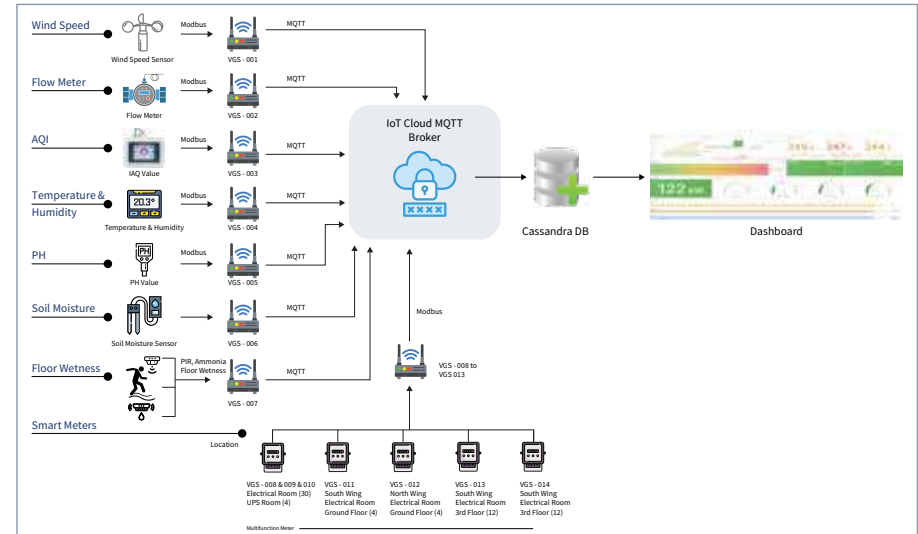 Wind Speed
Modbus
MQTT
Wind Speed Sensor
VGS - 001
Flow Meter
Modbus
MQTT
Flow Meter
VGS - 002
AQI
Modbus
MQTT
IAQ Value
VGS - 003
Temperature &
Humidity
20.3°
Modbus
MQTT
Temperature & Humidity
VGS - 004
PH
PH
Modbus
MQTT
PH Value
VGS - 005
Soil Moisture
MQTT
Soil Moisture Sensor
VGS - 006
Floor Wetness
PIR, Ammonia
Floor Wetness
MQTT
VGS - 007
IoT Cloud MQTT
Broker
XXXX
Cassandra DB
122
Dashboard
Modbus
VGS - 008 to
VGS 013
Smart Meters
Location
VGS - 008 & 009 & 010
Electrical Room (30)
UPS Room (4)
VGS - 011
South Wing
Electrical Room
Ground Floor (4)
VGS - 012
North Wing
Electrical Room
Ground Floor (4)
VGS - 013
South Wing
Electrical Room
3rd Floor (12)
VGS - 014
South Wing
Electrical Room
3rd Floor (12)
Multifunction Meter